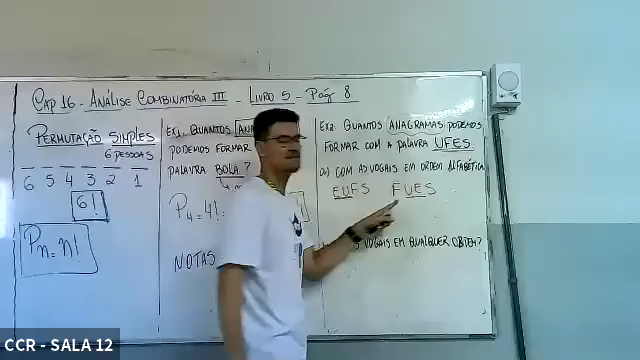 CAP 16 - ANÁLISE COMBINATÓRIA III - LIVRO 5 - PÁG 8
PERMUTAÇÃO SIMPLES
6 PESSOAS
6 5 4 3 2 1
6!
Pn = n!
EX1. QUANTOS
PODEMOS FORMAR
PALAVRA BOLA?
P4 = 4!
NOTAS
EX2: QUANTOS ANAGRAMAS PODEMOS
FORMAR COM A PALAVRA UFES.
A) COM AS VOGAIS EM ORDEM ALFABÉTICA
EUFS FUES
VOGAIS EM QUALQUER ORDEM?
CCR - SALA 12